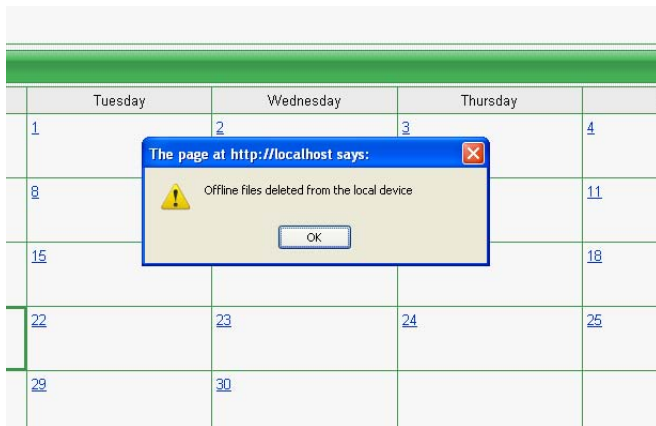 Tuesday Wednesday Thursday
1 2 3 4
The page at http://localhost says:
8 Offline files deleted from the local device 11
OK
15 18
22 23 24 25
29 30